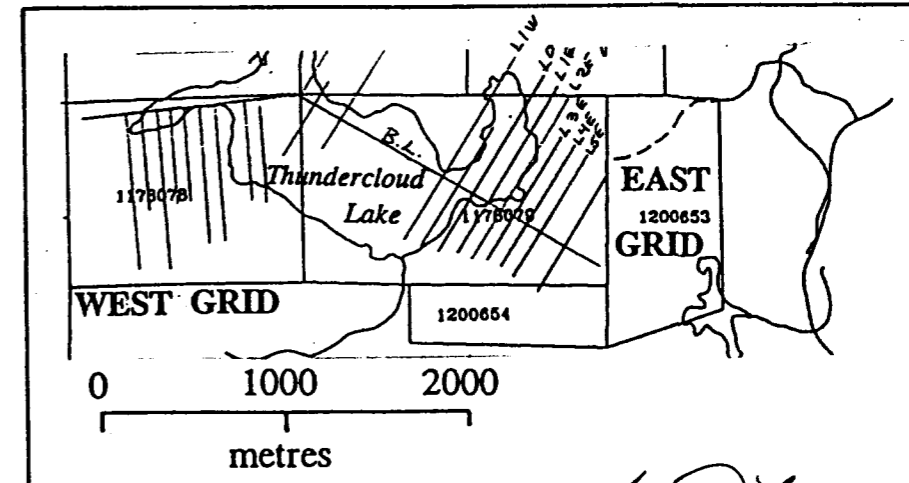 L1W
L0
L1E
L2E
L3E
L4E
L5E
B.L.
Thundercloud
Lake
1178078
1178079
EAST
1200653
GRID
WEST GRID
1200654
0 1000 2000
metres